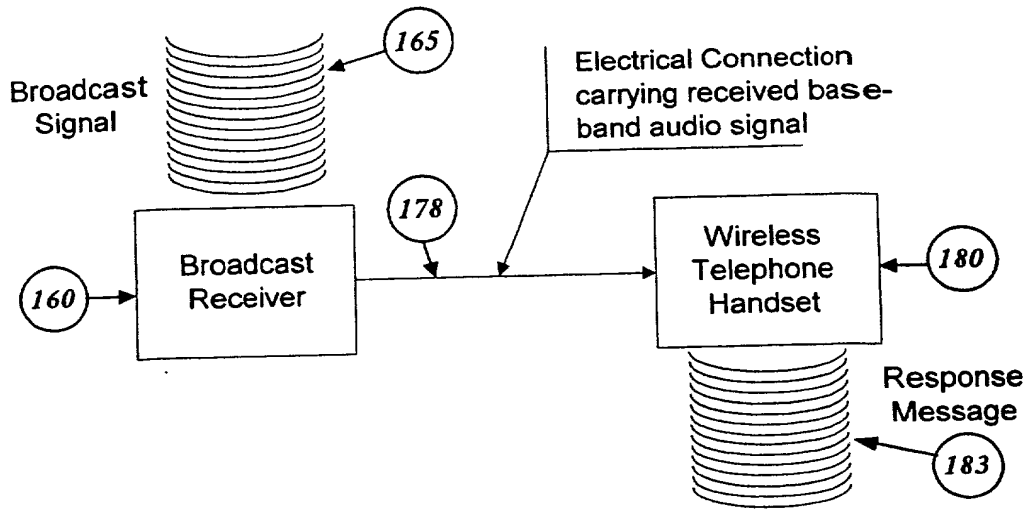 165
Broadcast
Signal
Electrical Connection
carrying received base-
band audio signal
178
Broadcast
Receiver
Wireless
Telephone
Handset
160
180
Response
Message
183